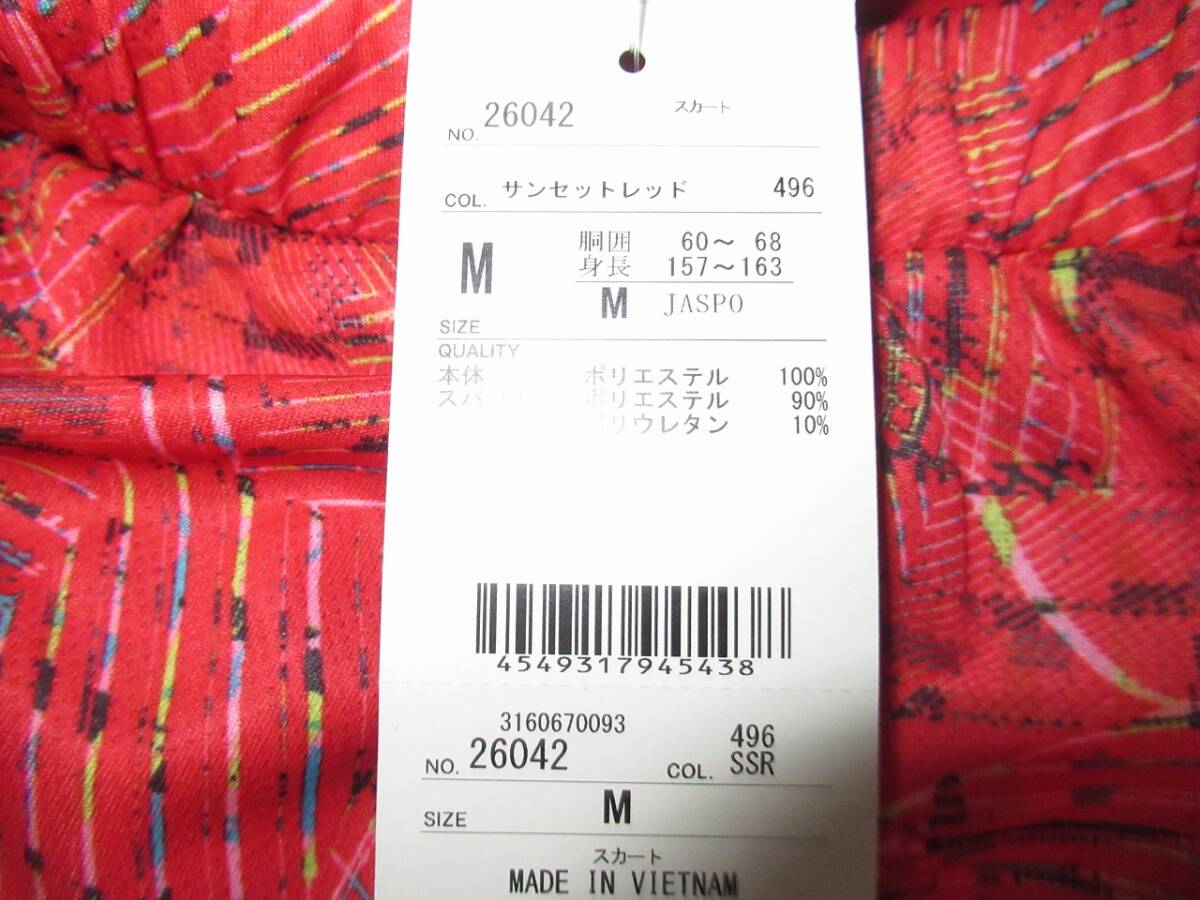 NO. 26042 スカート
COL. サンセットレッド 496
M 胴囲 60～ 68
身長 157～163
SIZE M JASPO
QUALITY
本体 ポリエステル 100%
ポリエステル 90%
ポリウレタン 10%
4549317945438
3160670093
NO. 26042 COL. 496
SSR
SIZE M
スカート
MADE IN VIETNAM